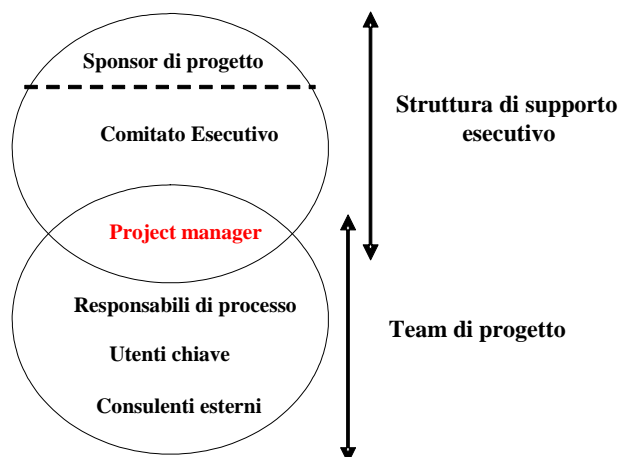 Sponsor di progetto
Comitato Esecutivo
Struttura di supporto
esecutivo
Project manager
Responsabili di processo
Utenti chiave
Team di progetto
Consulenti esterni